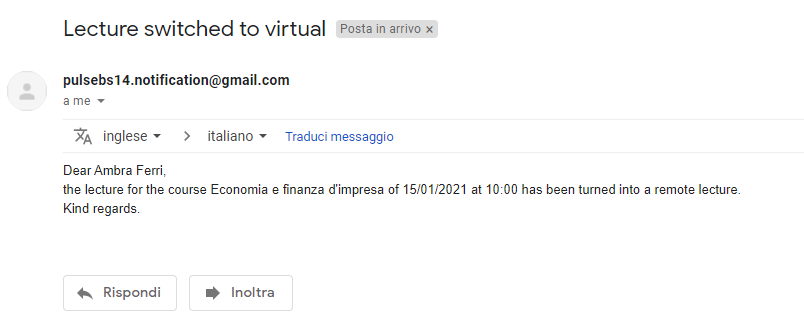 Lecture switched to virtual Posta in arrivo ×
pulsebs14.notification@gmail.com
a me
inglese > italiano Traduci messaggio
Dear Ambra Ferri,
the lecture for the course Economia e finanza d'impresa of 15/01/2021 at 10:00 has been turned into a remote lecture.
Kind regards.
Rispondi Inoltra